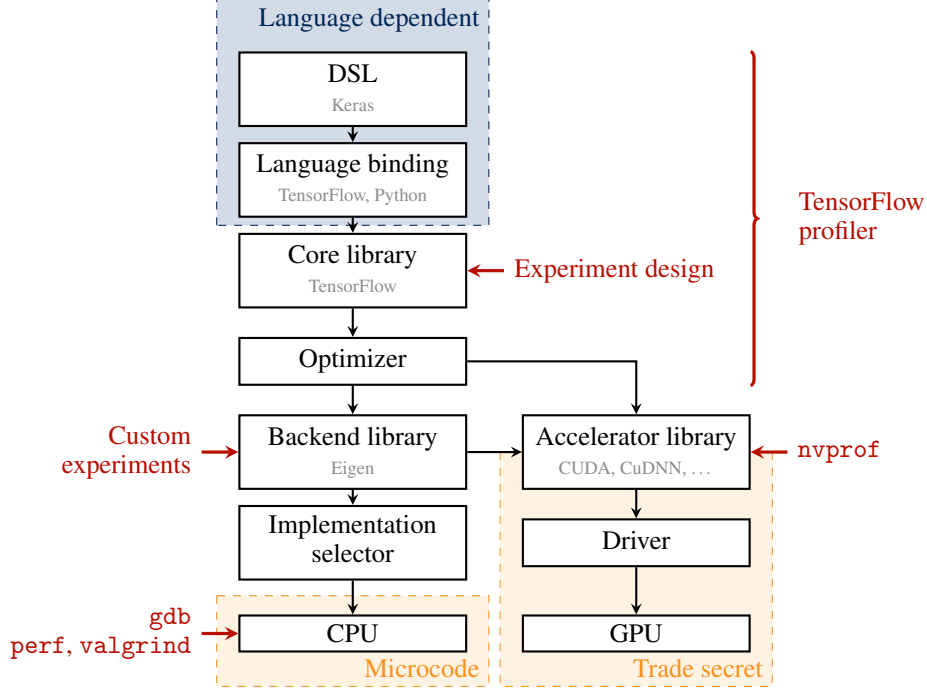 Language dependent
DSL
Keras
Language binding
TensorFlow, Python
TensorFlow
profiler
Core library
TensorFlow
Experiment design
Optimizer
Custom
experiments
Backend library
Eigen
Accelerator library
CUDA, CuDNN, ...
nvprof
Implementation
selector
Driver
gdb
perf, valgrind
CPU
GPU
Microcode
Trade secret